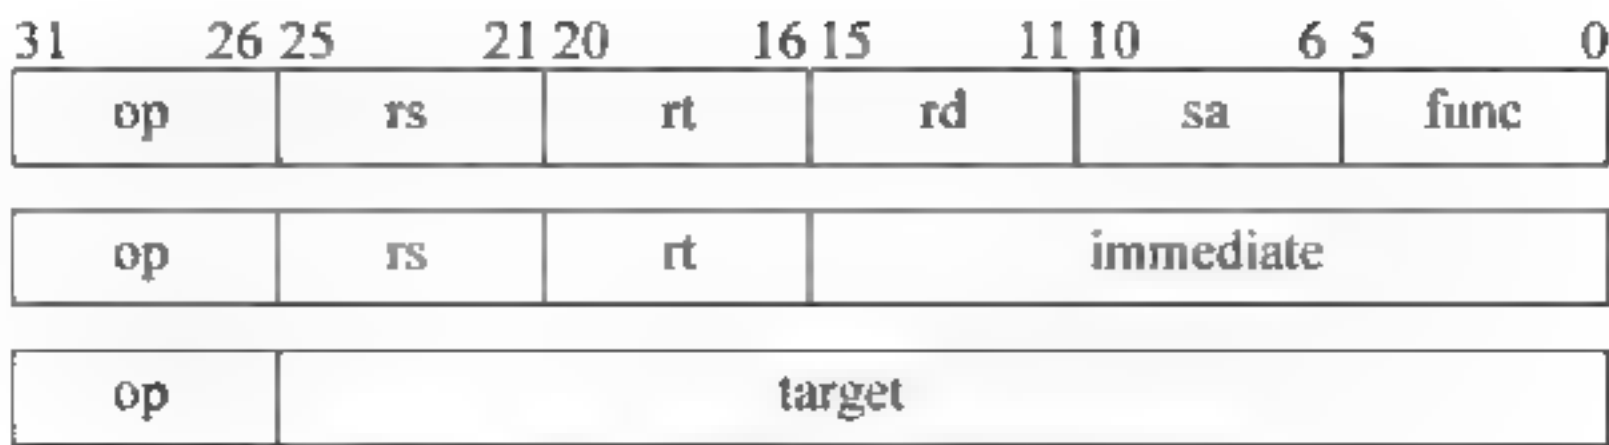 31 26 25 21 20 16 15 11 10 6 5 0
op rs rt rd sa func
op rs rt immediate
op target